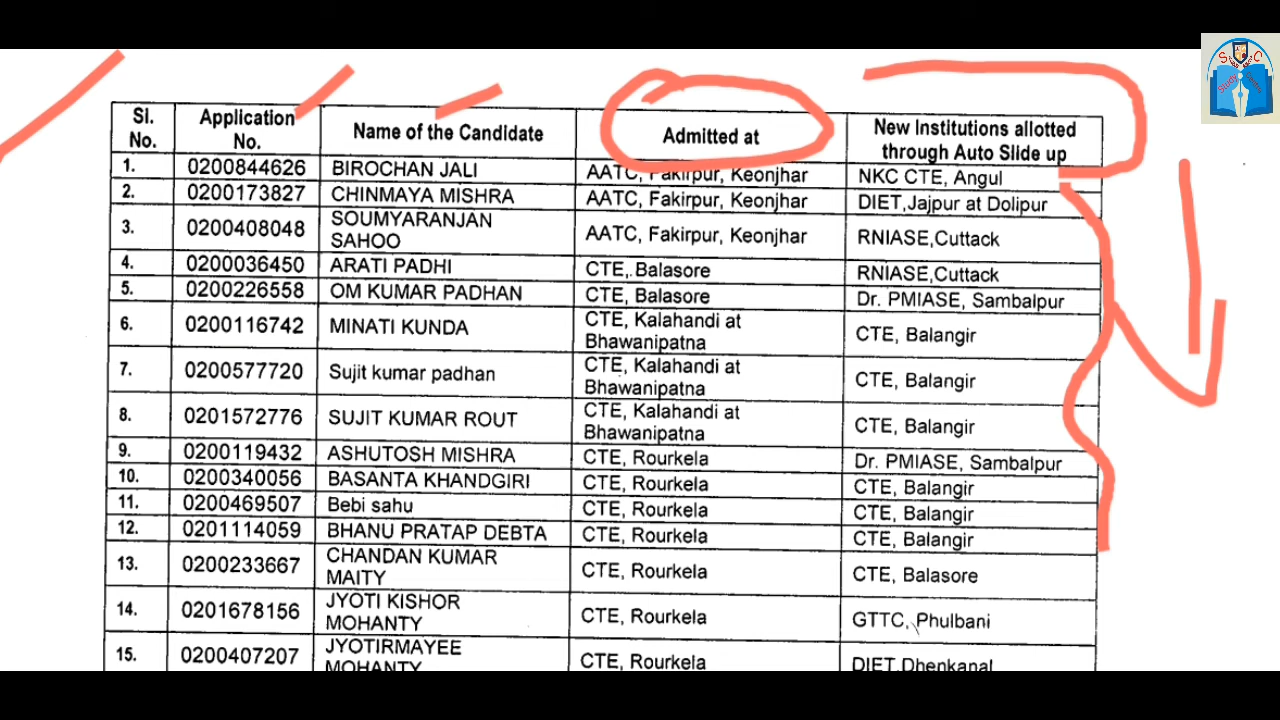 Sl. No. Application No. Name of the Candidate Admitted at New Institutions allotted through Auto Slide up
1. 0200844626 BIROCHAN JALI AATC, Fakirpur, Keonjhar NKC CTE, Angul
2. 0200173827 CHINMAYA MISHRA AATC, Fakirpur, Keonjhar DIET,Jajpur at Dolipur
3. 0200408048 SOUMYARANJAN SAHOO AATC, Fakirpur, Keonjhar RNIASE,Cuttack
4. 0200036450 ARATI PADHI CTE, Balasore RNIASE,Cuttack
5. 0200226558 OM KUMAR PADHAN CTE, Balasore Dr. PMIASE, Sambalpur
6. 0200116742 MINATI KUNDA CTE, Kalahandi at Bhawanipatna CTE, Balangir
7. 0200577720 Sujit kumar padhan CTE, Kalahandi at Bhawanipatna CTE, Balangir
8. 0201572776 SUJIT KUMAR ROUT CTE, Kalahandi at Bhawanipatna CTE, Balangir
9. 0200119432 ASHUTOSH MISHRA CTE, Rourkela Dr. PMIASE, Sambalpur
10. 0200340056 BASANTA KHANDGIRI CTE, Rourkela CTE, Balangir
11. 0200469507 Bebi sahu CTE, Rourkela CTE, Balangir
12. 0201114059 BHANU PRATAP DEBTA CTE, Rourkela CTE, Balangir
13. 0200233667 CHANDAN KUMAR MAITY CTE, Rourkela CTE, Balasore
14. 0201678156 JYOTI KISHOR MOHANTY CTE, Rourkela GTTC, Phulbani
15. 0200407207 JYOTIRMAYEE MOHANTY CTE, Rourkela DIET,Dhenkanal